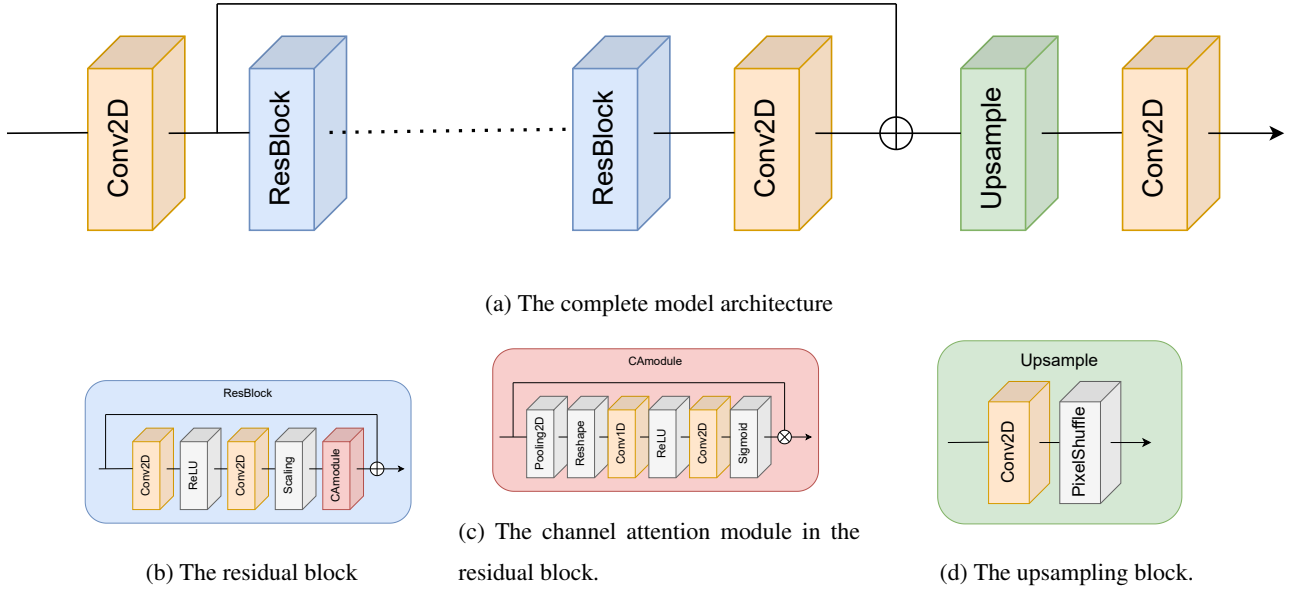 Conv2D
ResBlock
ResBlock
Conv2D
Upsample
Conv2D
(a) The complete model architecture
ResBlock
Conv2D
ReLU
Conv2D
Scaling
CAmodule
(b) The residual block
CAmodule
Pooling2D
Reshape
Conv1D
ReLU
Conv2D
Sigmoid
(c) The channel attention module in the
residual block.
Upsample
Conv2D
PixelShuffle
(d) The upsampling block.